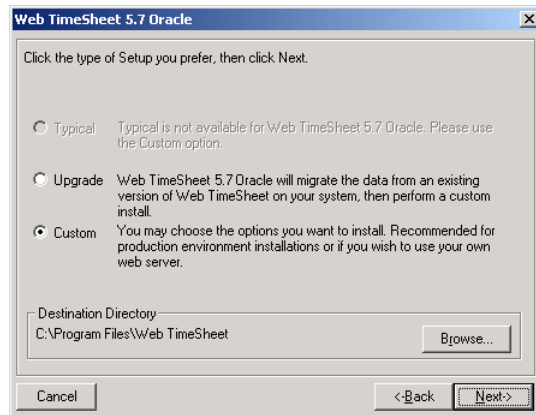 Web TimeSheet 5.7 Oracle
Click the type of Setup you prefer, then click Next.
Typical Typical is not available for Web TimeSheet 5.7 Oracle. Please use
the Custom option.
Upgrade Web TimeSheet 5.7 Oracle will migrate the data from an existing
version of Web TimeSheet on your system, then perform a custom
install.
Custom You may choose the options you want to install. Recommended for
production environment installations or if you wish to use your own
web server.
Destination Directory
C:\Program Files\Web TimeSheet
Browse...
Cancel <-Back Next->